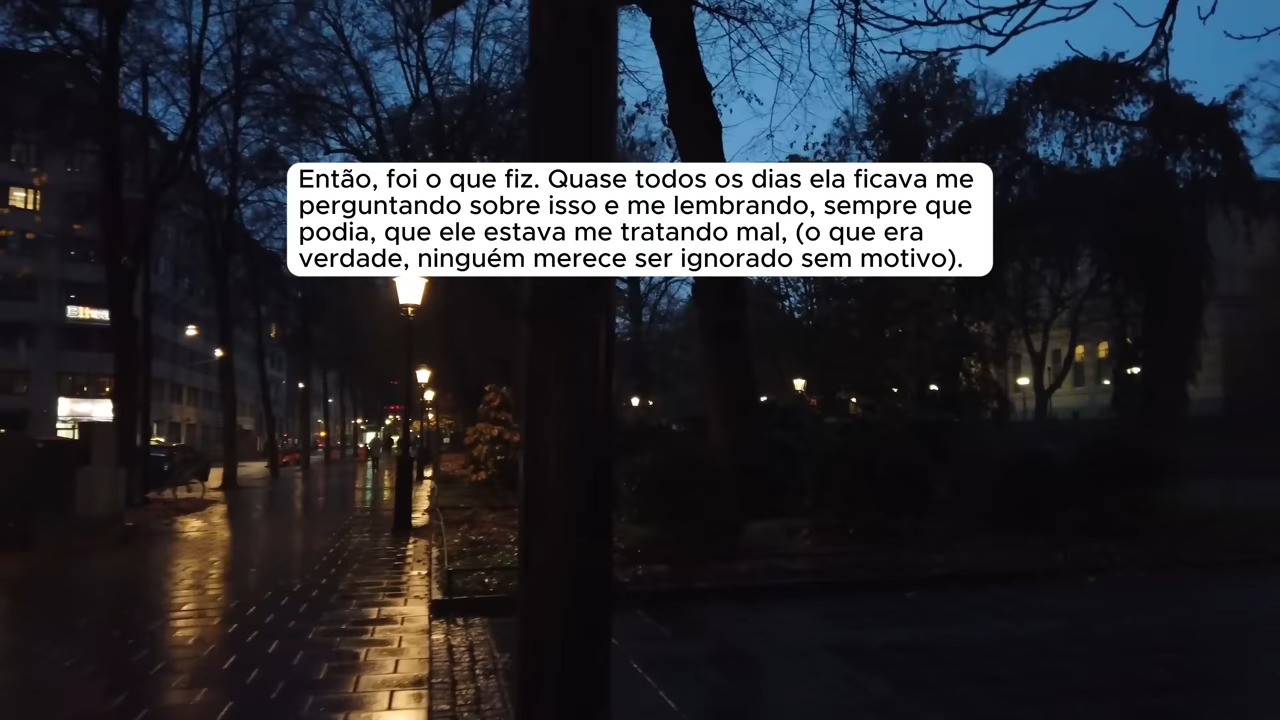 Então, foi o que fiz. Quase todos os dias ela ficava me
perguntando sobre isso e me lembrando, sempre que
podia, que ele estava me tratando mal, (o que era
verdade, ninguém merece ser ignorado sem motivo).